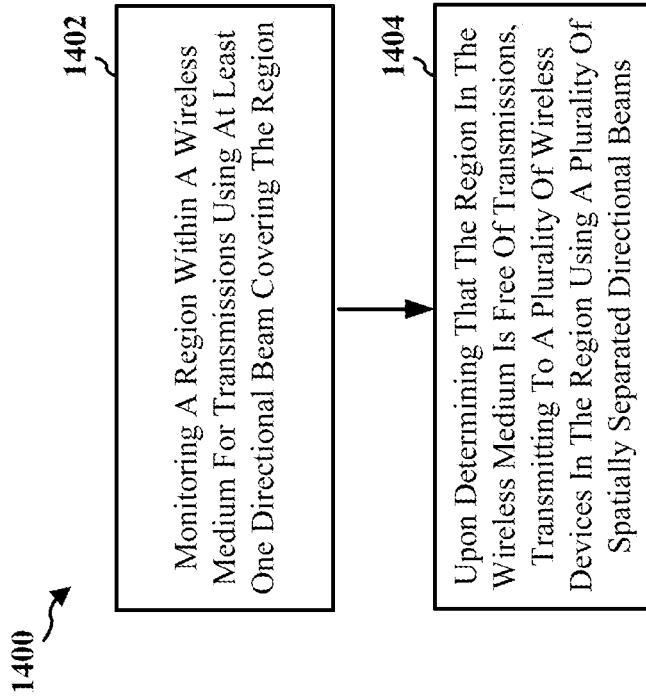 1400
1402
Monitoring A Region Within A Wireless
Medium For Transmissions Using At Least
One Directional Beam Covering The Region
1404
Upon Determining That The Region In The
Wireless Medium Is Free Of Transmissions,
Transmitting To A Plurality Of Wireless
Devices In The Region Using A Plurality Of
Spatially Separated Directional Beams